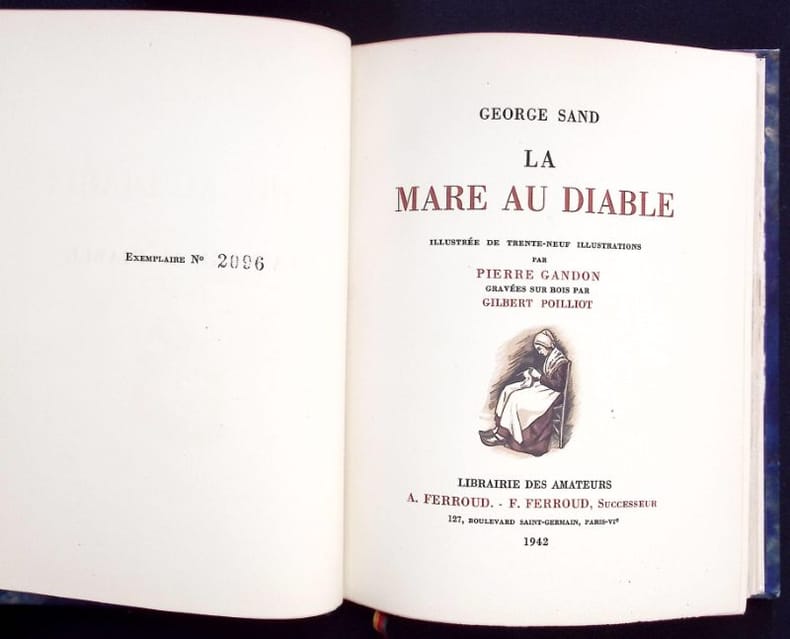 EXEMPLAIRE Nº 2096
GEORGE SAND
LA
MARE AU DIABLE
ILLUSTRÉE DE TRENTE-NEUF ILLUSTRATIONS
PAR
PIERRE GANDON
GRAVÉES SUR BOIS PAR
GILBERT POILLIOT
LIBRAIRIE DES AMATEURS
A. FERROUD. - F. FERROUD, SUCCESSEUR
127, BOULEVARD SAINT-GERMAIN, PARIS-VIᵉ
1942